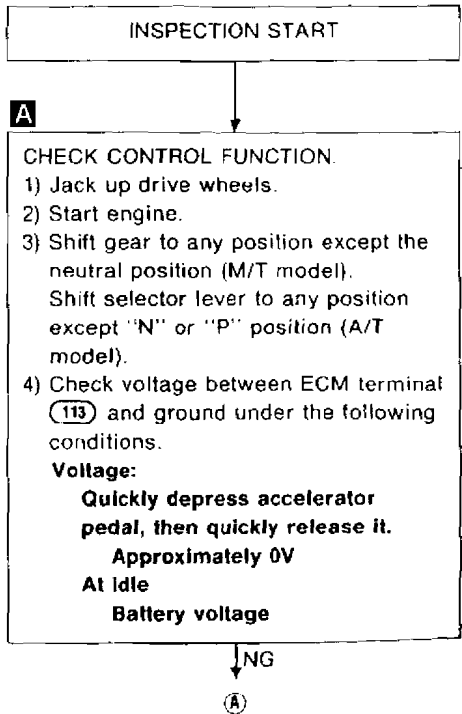 INSPECTION START
A
CHECK CONTROL FUNCTION.
1) Jack up drive wheels.
2) Start engine.
3) Shift gear to any position except the
neutral position (M/T model).
Shift selector lever to any position
except "N" or "P" position (A/T
model).
4) Check voltage between ECM terminal
113 and ground under the following
conditions.
Voltage:
Quickly depress accelerator
pedal, then quickly release it.
Approximately 0V
At idle
Battery voltage
NG
A